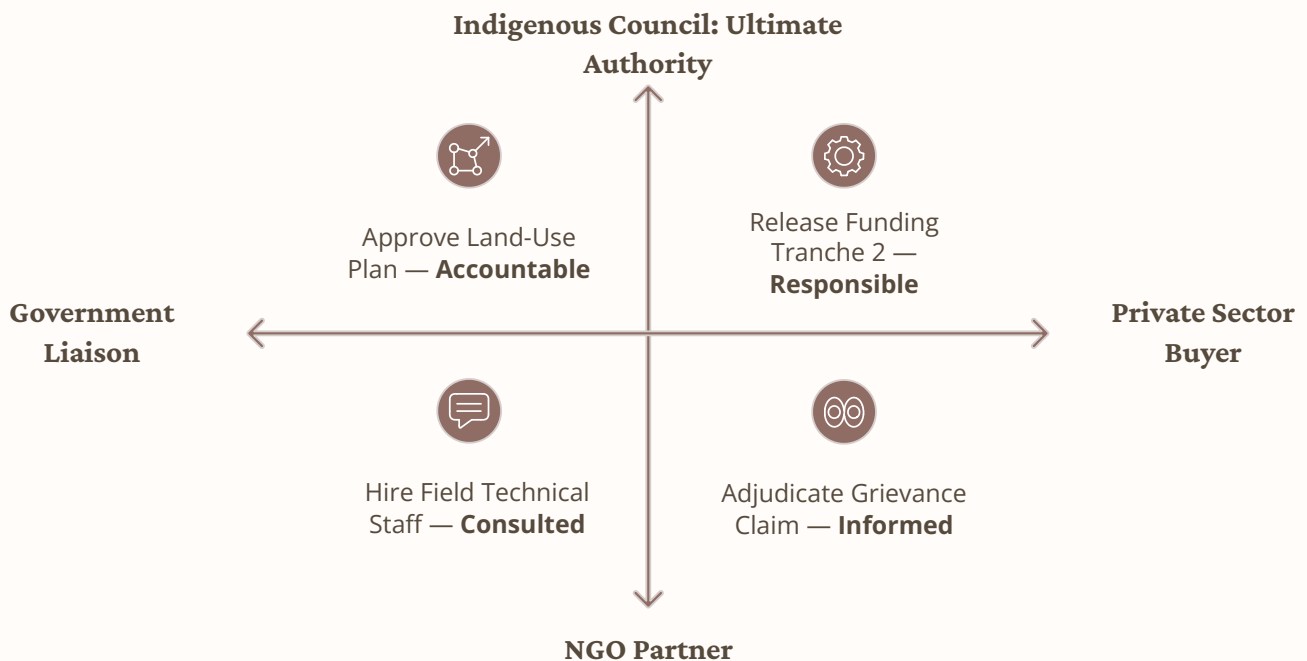 Indigenous Council: Ultimate
Authority
Approve Land-Use
Plan — Accountable
Release Funding
Tranche 2 —
Responsible
Government
Liaison
Private Sector
Buyer
Hire Field Technical
Staff — Consulted
Adjudicate Grievance
Claim — Informed
NGO Partner